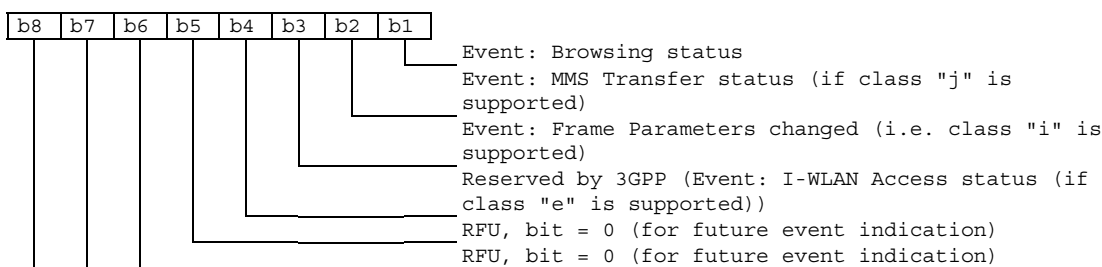 b8 b7 b6 b5 b4 b3 b2 b1
Event: Browsing status
Event: MMS Transfer status (if class "j" is
supported)
Event: Frame Parameters changed (i.e. class "i" is
supported)
Reserved by 3GPP (Event: I-WLAN Access status (if
class "e" is supported))
RFU, bit = 0 (for future event indication)
RFU, bit = 0 (for future event indication)